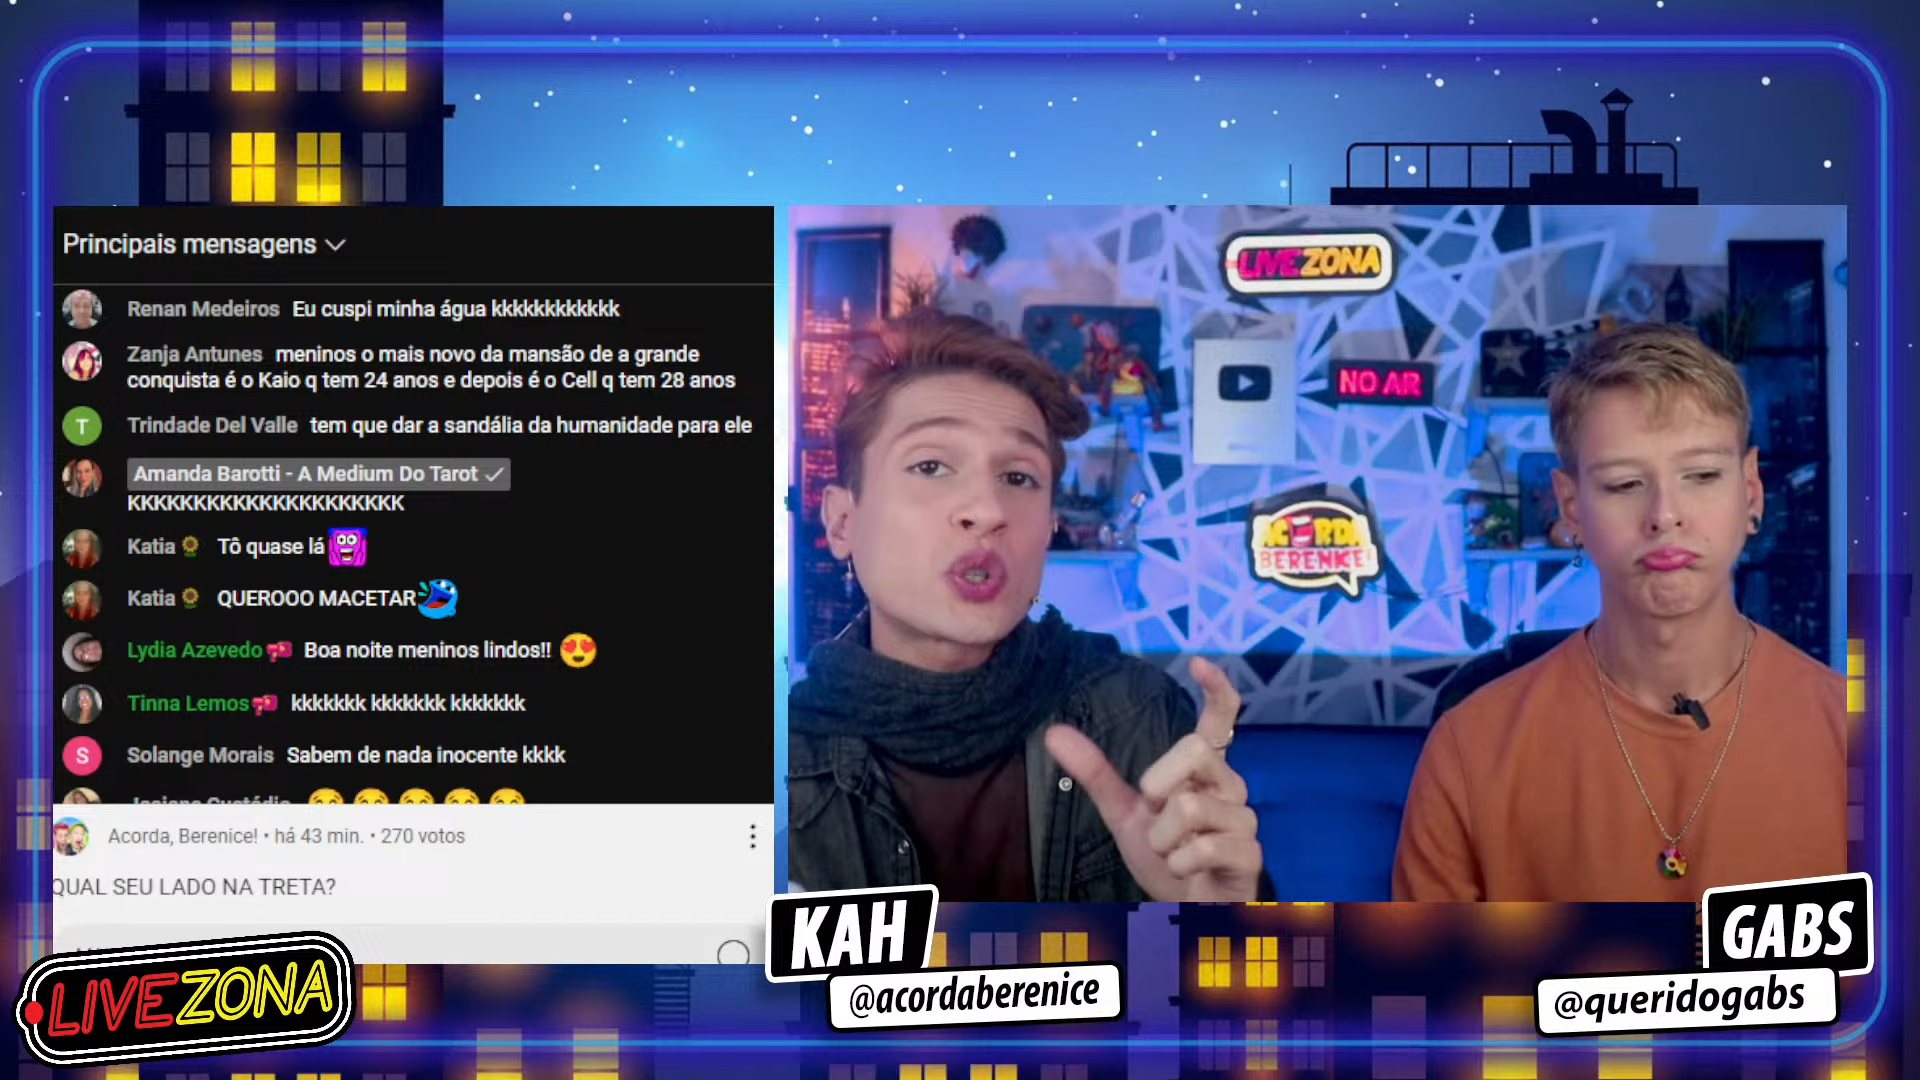 Principais mensagens
Renan Medeiros Eu cuspi minha água kkkkkkkkkkkk
Zanja Antunes meninos o mais novo da mansão de a grande
conquista é o Kaio q tem 24 anos e depois é o Cell q tem 28 anos
T Trindade Del Valle tem que dar a sandália da humanidade para ele
Amanda Barotti - A Medium Do Tarot
KKKKKKKKKKKKKKKKKKKKK
Katia Tô quase lá
Katia QUEROOO MACETAR
Lydia Azevedo Boa noite meninos lindos!!
Tinna Lemos kkkkkkk kkkkkkk kkkkkkk
S Solange Morais Sabem de nada inocente kkkk
Acorda, Berenice! • há 43 min. • 270 votos
QUAL SEU LADO NA TRETA?
LIVEZONA
LIVEZONA
NO AR
ACORDA
BERENICE!
KAH
@acordaberenice
GABS
@queridogabs